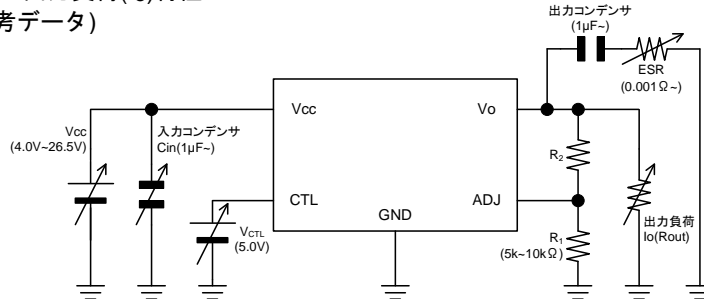 考データ)
出力コンデンサ
(1µF~)
ESR
(0.001Ω~)
Vcc
(4.0V~26.5V)
入力コンデンサ
Cin(1µF~)
Vcc
Vo
CTL
ADJ
GND
VCTL
(5.0V)
R2
R1
(5k~10kΩ)
出力負荷
Io(Rout)